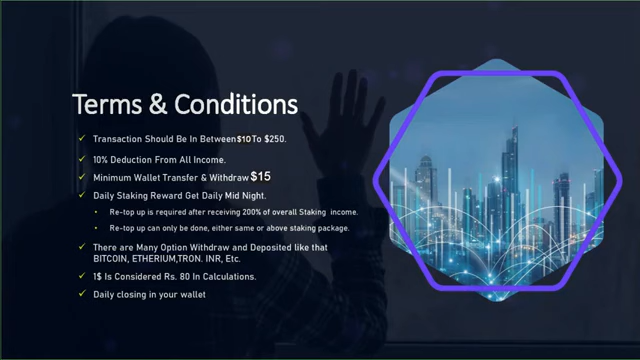 Terms & Conditions
Transaction Should Be In Between $10 To $250.
10% Deduction From All Income.
Minimum Wallet Transfer & Withdraw $15
Daily Staking Reward Get Daily Mid Night.
Re-top up is required after receiving 200% of overall Staking income.
Re-top up can only be done, either same or above staking package.
There are Many Option Withdraw and Deposited like that
BITCOIN, ETHERIUM,TRON. INR, Etc.
1$ Is Considered Rs. 80 In Calculations.
Daily closing in your wallet